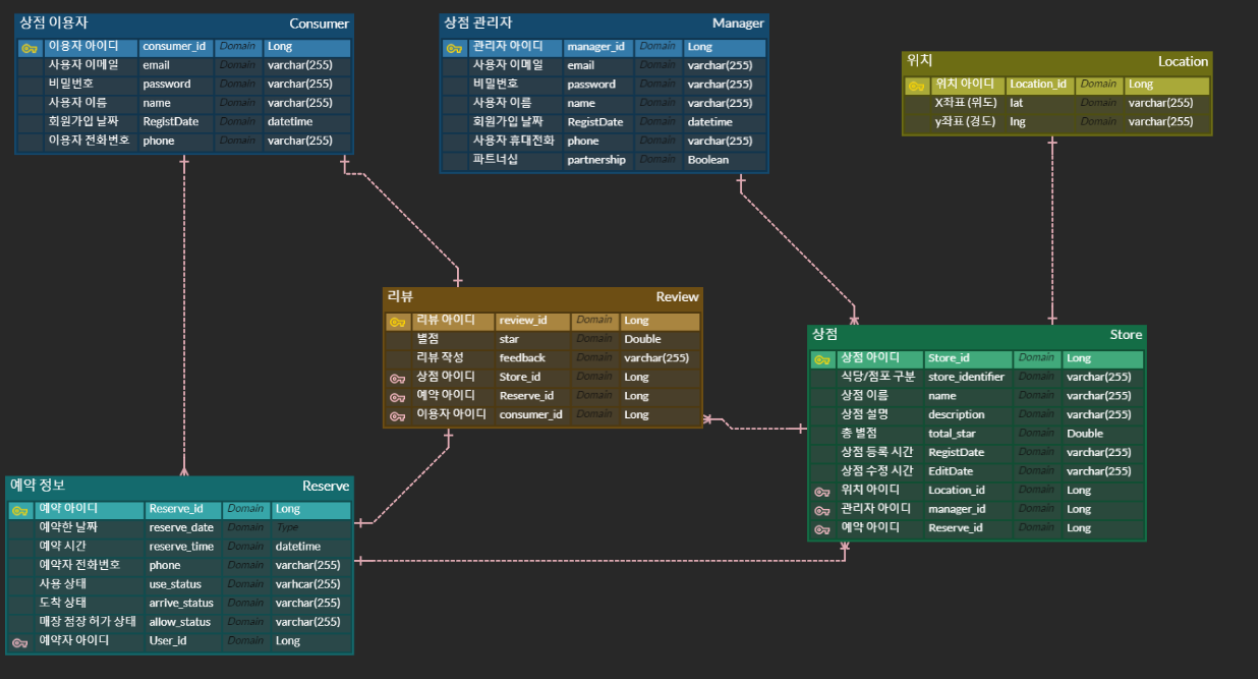 상점 이용자 Consumer
이용자 아이디 consumer_id Domain Long
사용자 이메일 email Domain varchar(255)
비밀번호 password Domain varchar(255)
사용자 이름 name Domain varchar(255)
회원가입 날짜 RegistDate Domain datetime
이용자 전화번호 phone Domain varchar(255)
상점 관리자 Manager
관리자 아이디 manager_id Domain Long
사용자 이메일 email Domain varchar(255)
비밀번호 password Domain varchar(255)
사용자 이름 name Domain varchar(255)
회원가입 날짜 RegistDate Domain datetime
사용자 휴대전화 phone Domain varchar(255)
파트너십 partnership Domain Boolean
위치 Location
위치 아이디 Location_id Domain Long
X좌표 (위도) lat Domain varchar(255)
y좌표 (경도) lng Domain varchar(255)
리뷰 Review
리뷰 아이디 review_id Domain Long
별점 star Domain Double
리뷰 작성 feedback Domain varchar(255)
상점 아이디 Store_id Domain Long
예약 아이디 Reserve_id Domain Long
이용자 아이디 consumer_id Domain Long
상점 Store
상점 아이디 Store_id Domain Long
식당/점포 구분 store_identifier Domain varchar(255)
상점 이름 name Domain varchar(255)
상점 설명 description Domain varchar(255)
총 별점 total_star Domain Double
상점 등록 시간 RegistDate Domain varchar(255)
상점 수정 시간 EditDate Domain varchar(255)
위치 아이디 Location_id Domain Long
관리자 아이디 manager_id Domain Long
예약 아이디 Reserve_id Domain Long
예약 정보 Reserve
예약 아이디 Reserve_id Domain Long
예약한 날짜 reserve_date Domain Type
예약 시간 reserve_time Domain datetime
예약자 전화번호 phone Domain varchar(255)
사용 상태 use_status Domain varhcar(255)
도착 상태 arrive_status Domain varchar(255)
매장 점장 허가 상태 allow_status Domain varchar(255)
예약자 아이디 User_id Domain Long